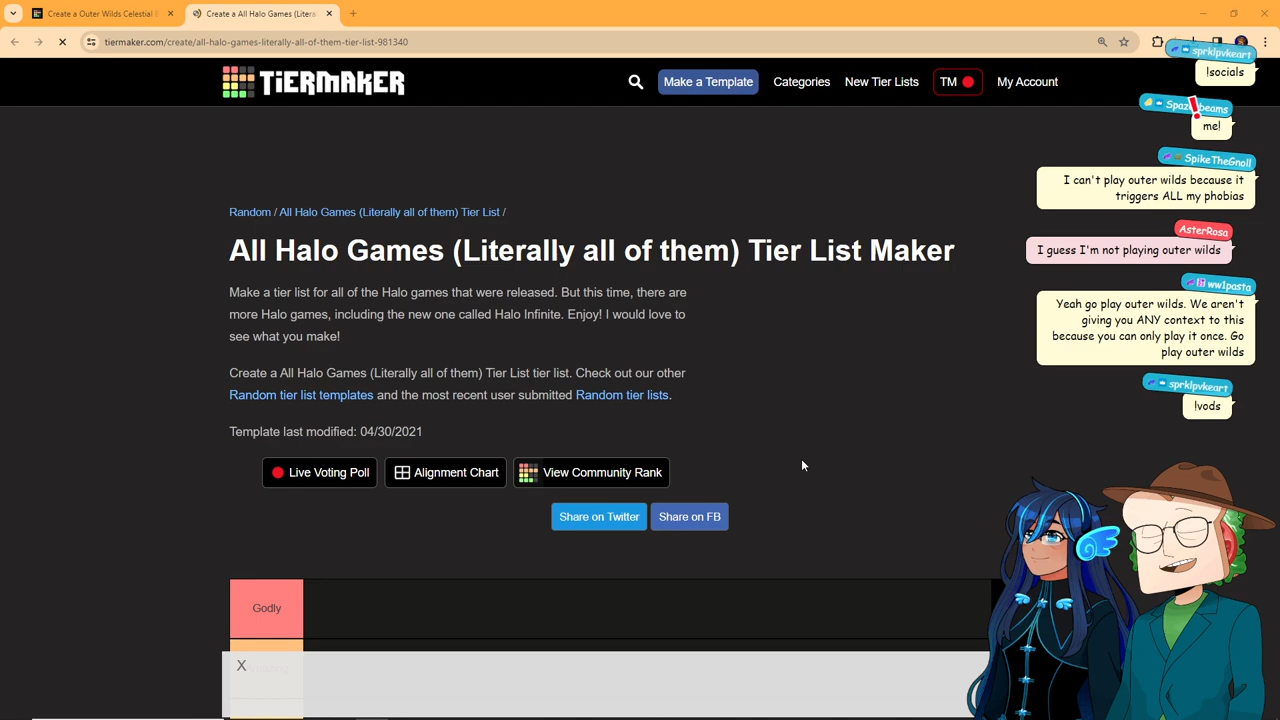 Create a Outer Wilds Celestial B
Create a All Halo Games (Litera
tiermaker.com/create/all-halo-games-literally-all-of-them-tier-list-981340
TIERMAKER
Make a Template
Categories
New Tier Lists
TM
My Account
Random / All Halo Games (Literally all of them) Tier List /
All Halo Games (Literally all of them) Tier List Maker
Make a tier list for all of the Halo games that were released. But this time, there are
more Halo games, including the new one called Halo Infinite. Enjoy! I would love to
see what you make!
Create a All Halo Games (Literally all of them) Tier List tier list. Check out our other
Random tier list templates and the most recent user submitted Random tier lists.
Template last modified: 04/30/2021
Live Voting Poll
Alignment Chart
View Community Rank
Share on Twitter
Share on FB
Godly
X
sprklpvkeart
!socials
beams
me!
SpikeTheGnoll
I can't play outer wilds because it
triggers ALL my phobias
AsterRosa
I guess I'm not playing outer wilds
ww1pasta
Yeah go play outer wilds. We aren't
giving you ANY context to this
because you can only play it once. Go
play outer wilds
sprklpvkeart
!vods